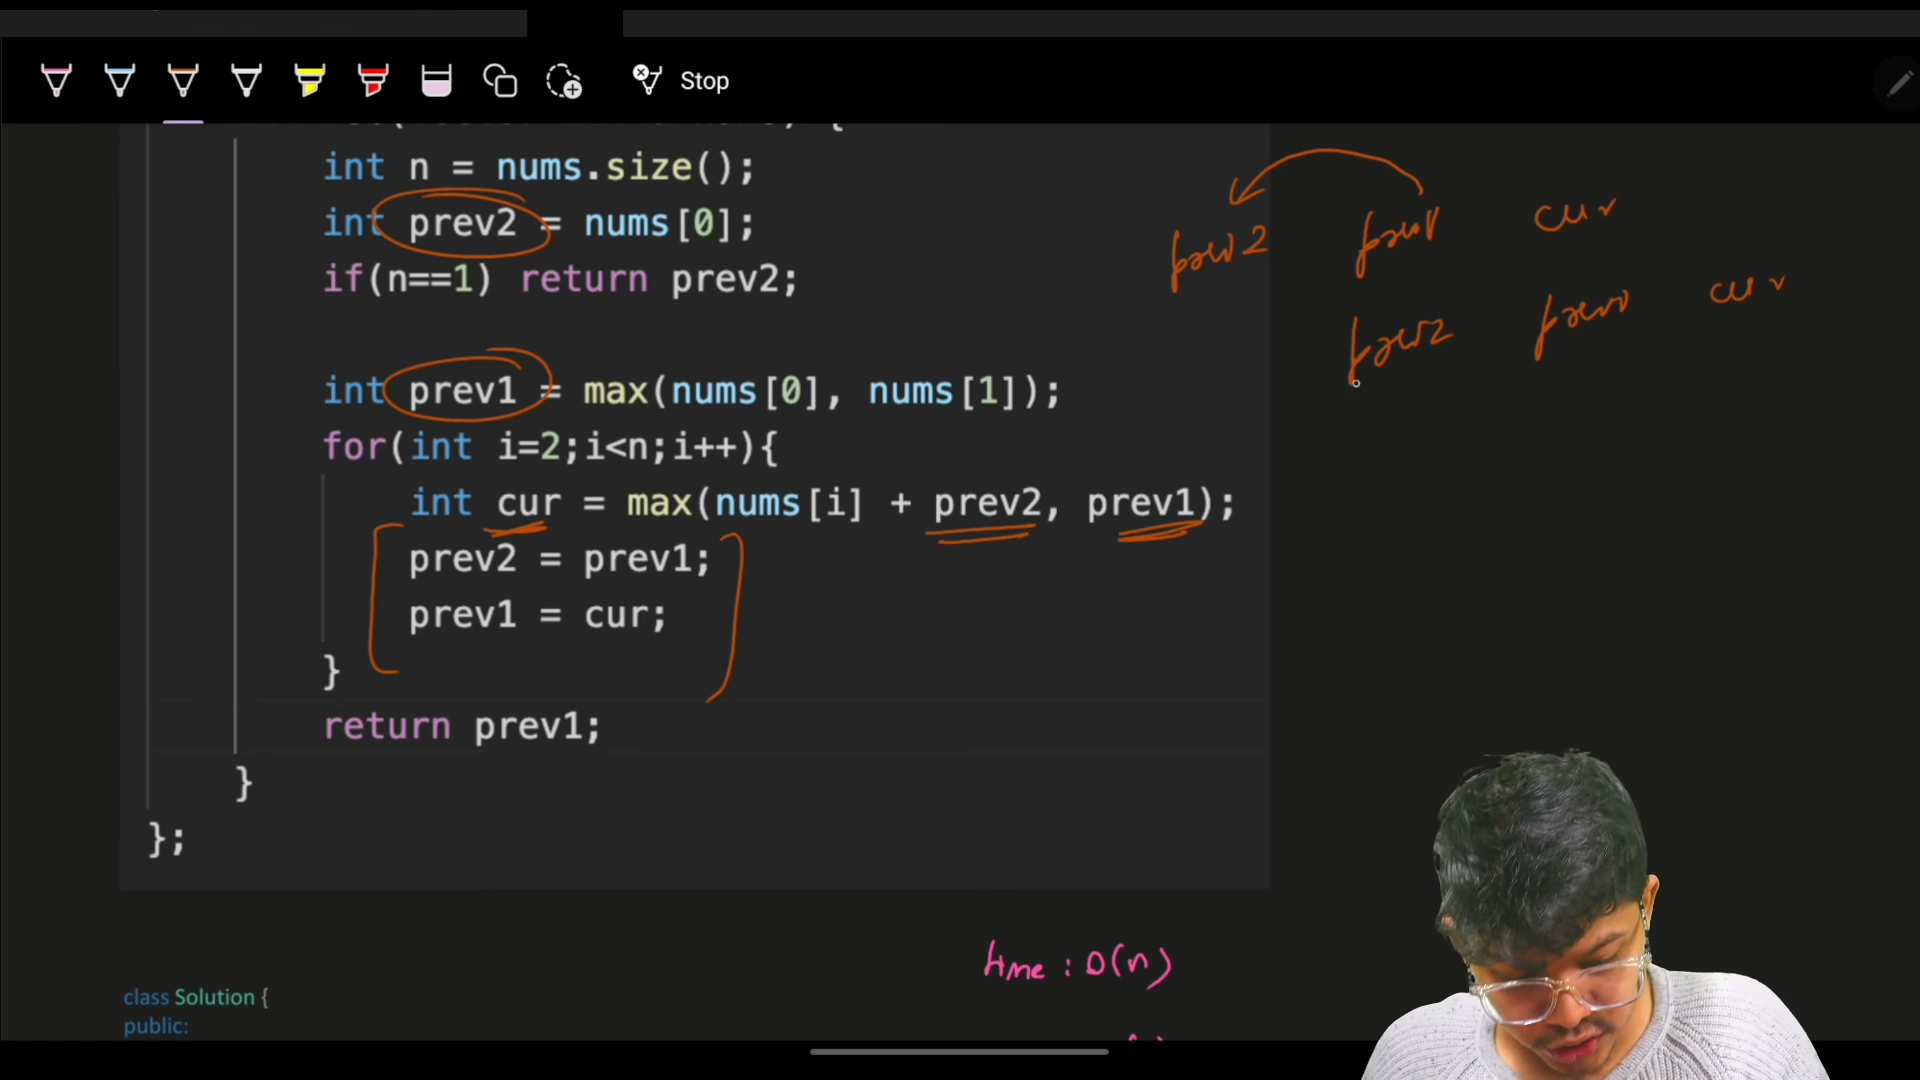 Stop
int n = nums.size();
int prev2 = nums[0];
if(n==1) return prev2;
int prev1 = max(nums[0], nums[1]);
for(int i=2;i<n;i++){
int cur = max(nums[i] + prev2, prev1);
prev2 = prev1;
prev1 = cur;
}
return prev1;
}
};
prev2 prev1 cur
prev2 prev1 cur
time : O(n)
class Solution {
public: